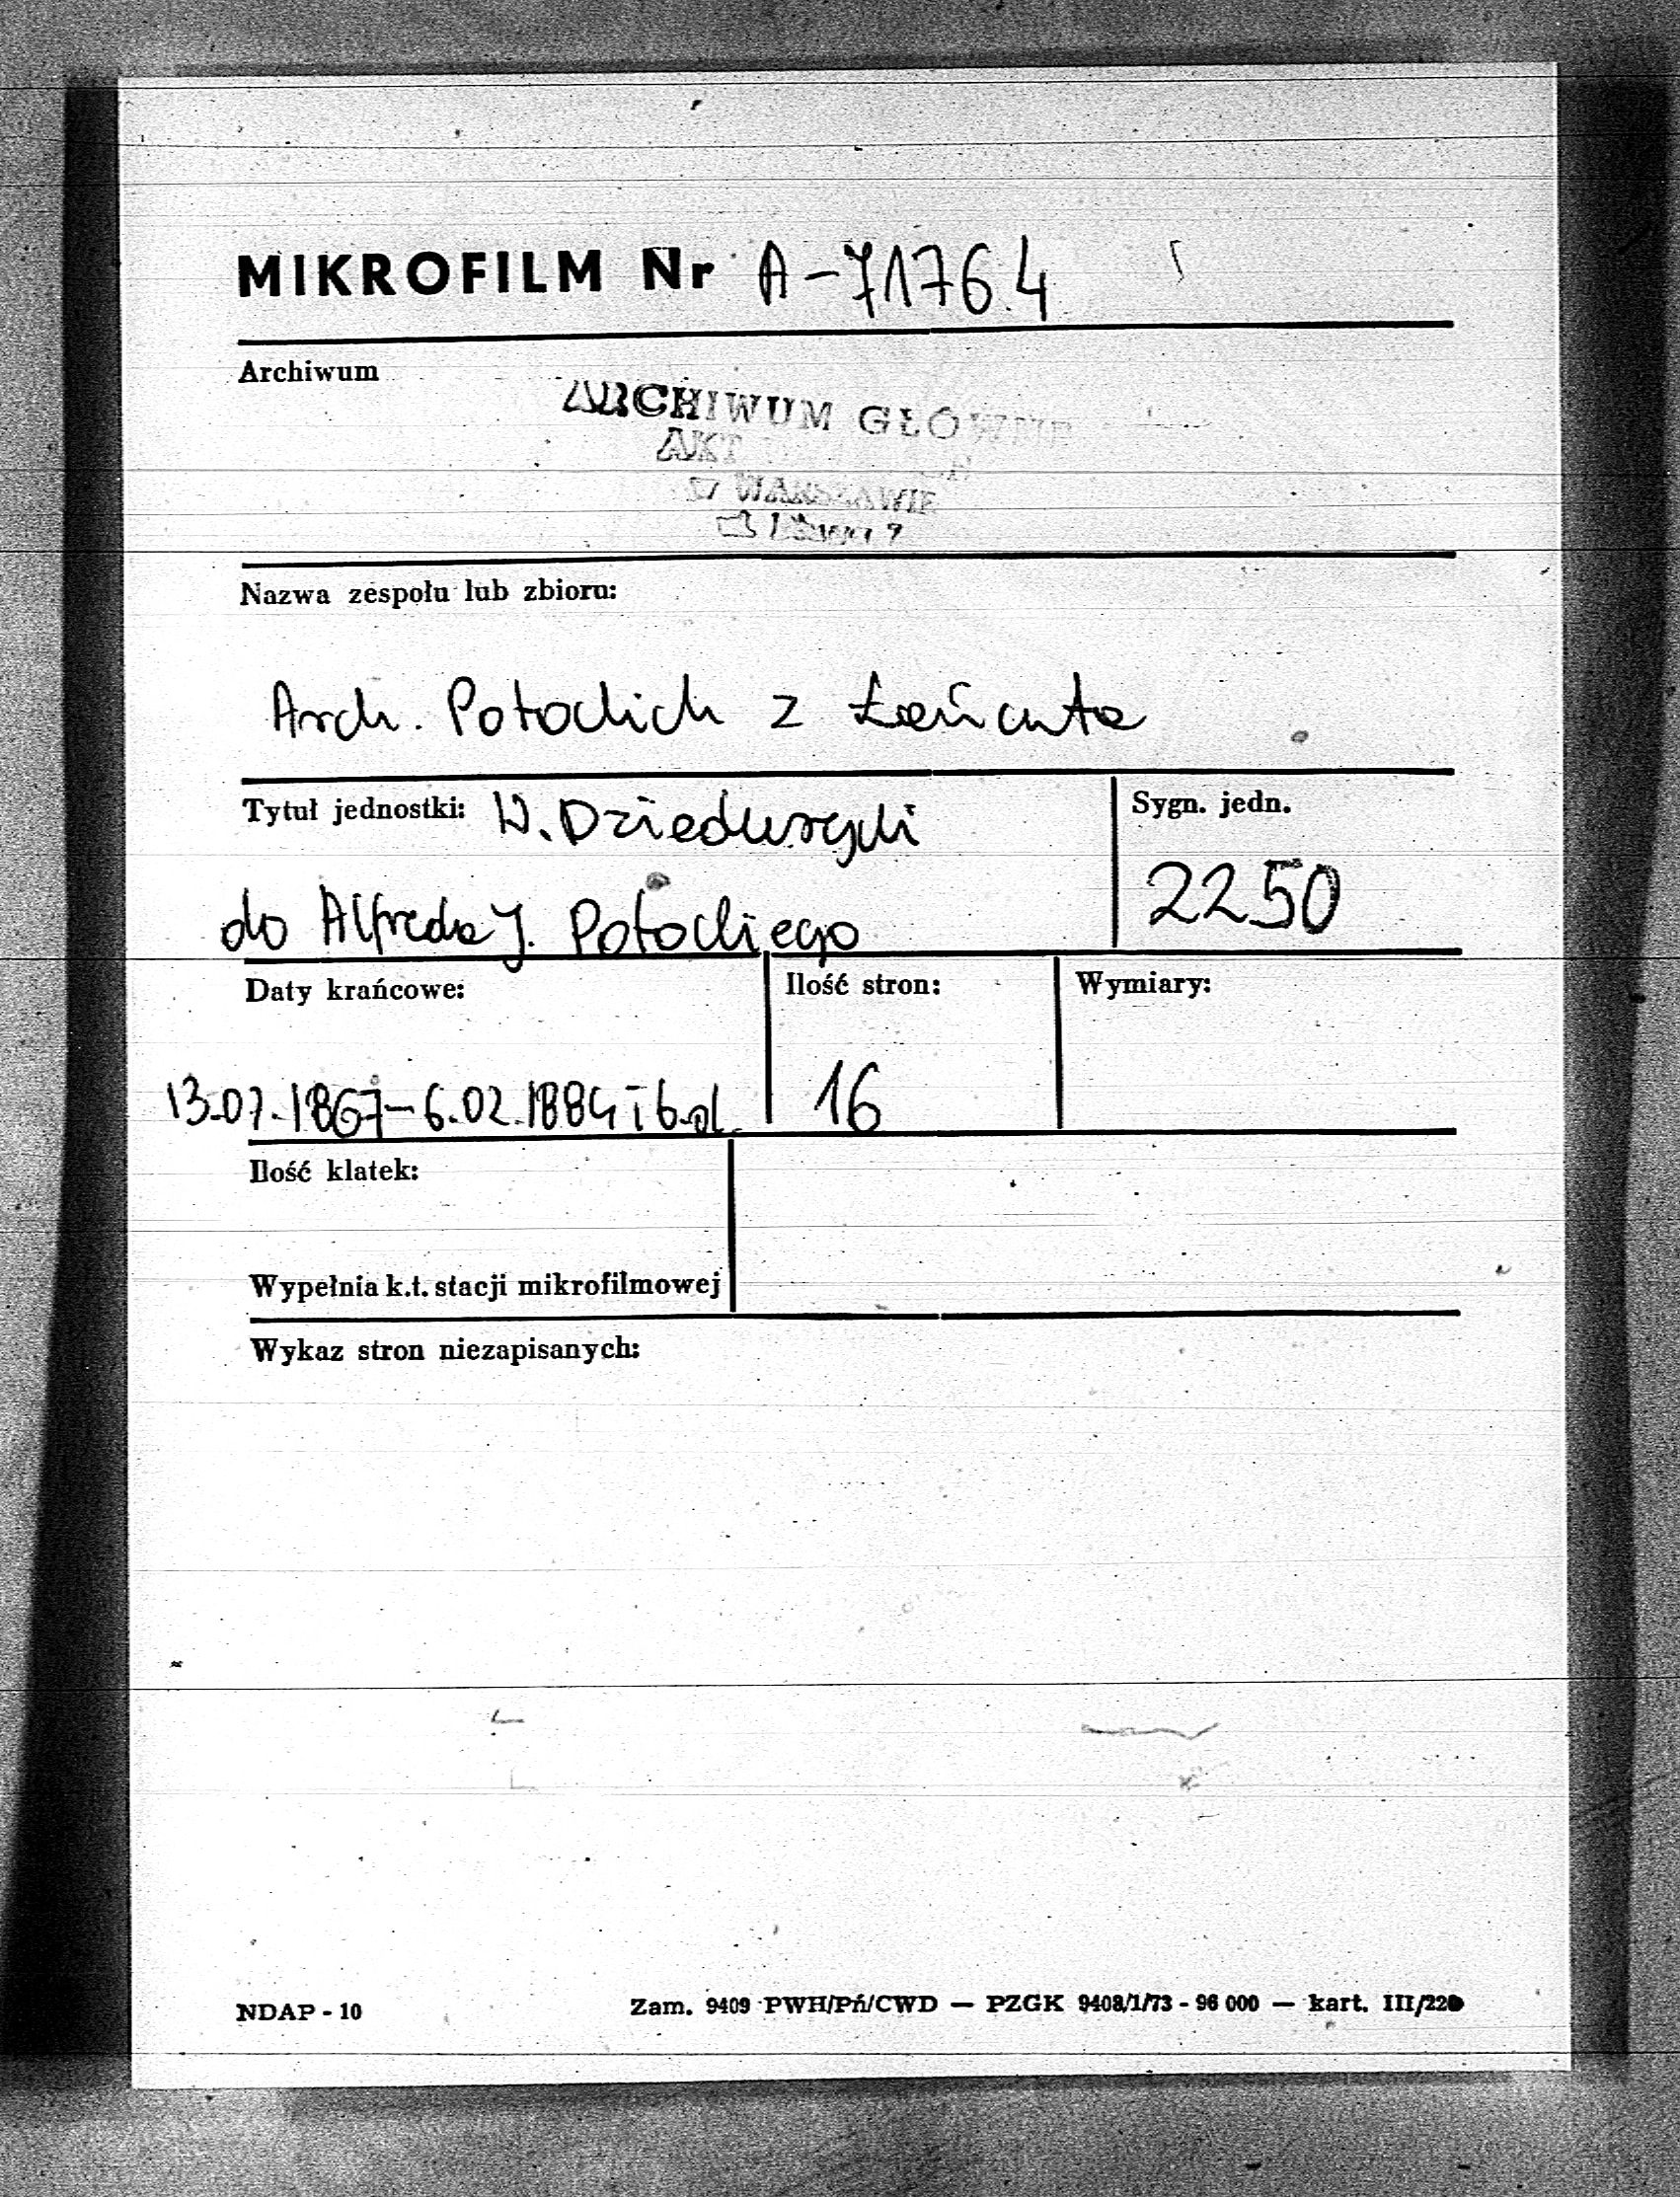 MIKROFILM Nr A-71764
Archiwum
ARCHIWUM GŁÓWNE
AKT
W WARSZAWIE
Nazwa zespołu lub zbioru:
Arch. Potockich z Łańcuta
Tytuł jednostki: W. Dzieduszycki
Sygn. jedn.
do Alfreda J. Potockiego
2250
Daty krańcowe:
Ilość stron:
Wymiary:
13.07.1867-6.02.1884 i b.d.
16
Ilość klatek:
Wypełnia k.t. stacji mikrofilmowej
Wykaz stron niezapisanych:
NDAP - 10
Zam. 9409 PWH/Pń/CWD — PZGK 9408/1/73 - 96 000 — kart. III/220